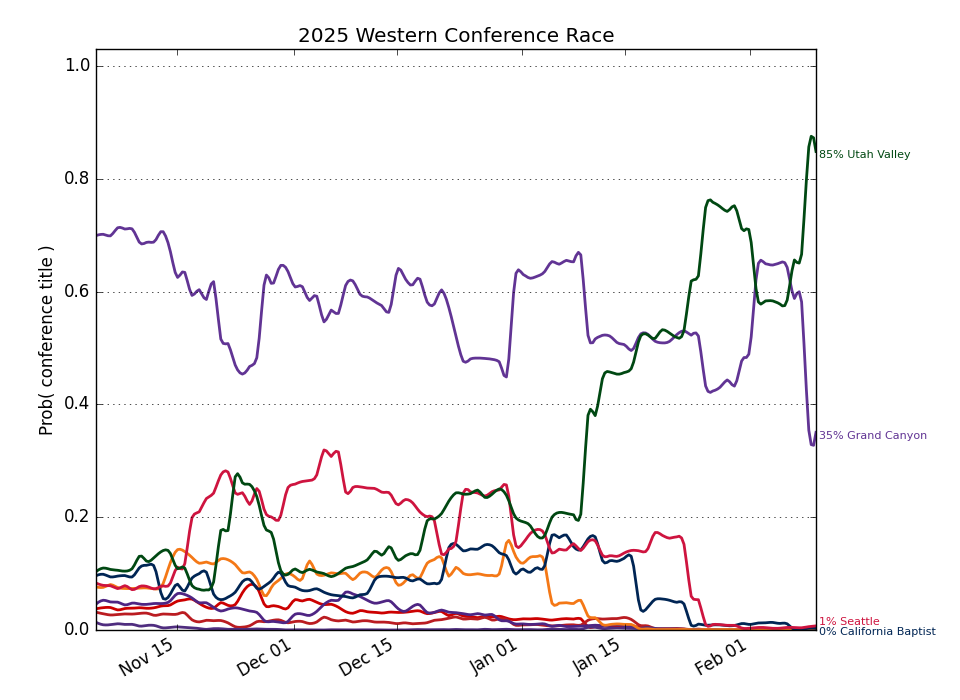 2025 Western Conference Race
Prob( conference title )
1.0
0.8
0.6
0.4
0.2
0.0
Nov 15
Dec 01
Dec 15
Jan 01
Jan 15
Feb 01
85% Utah Valley
35% Grand Canyon
1% Seattle
0% California Baptist